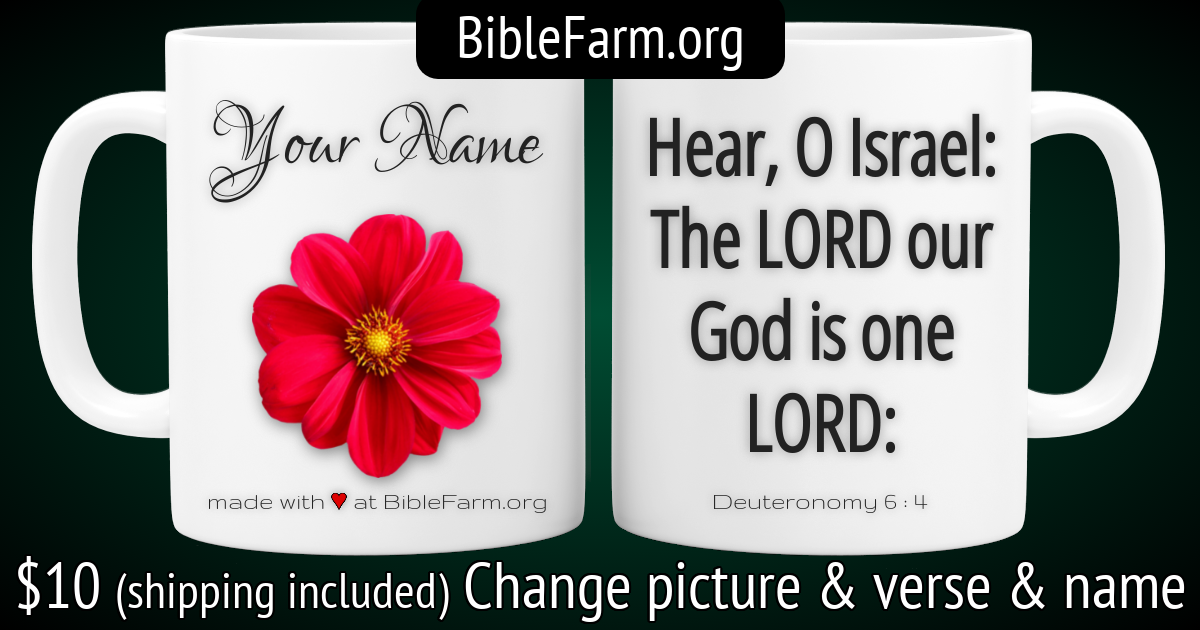 BibleFarm.org
Your Name
made with ♥ at BibleFarm.org
Hear, O Israel:
The LORD our
God is one
LORD:
Deuteronomy 6 : 4
$10 (shipping included) Change picture & verse & name